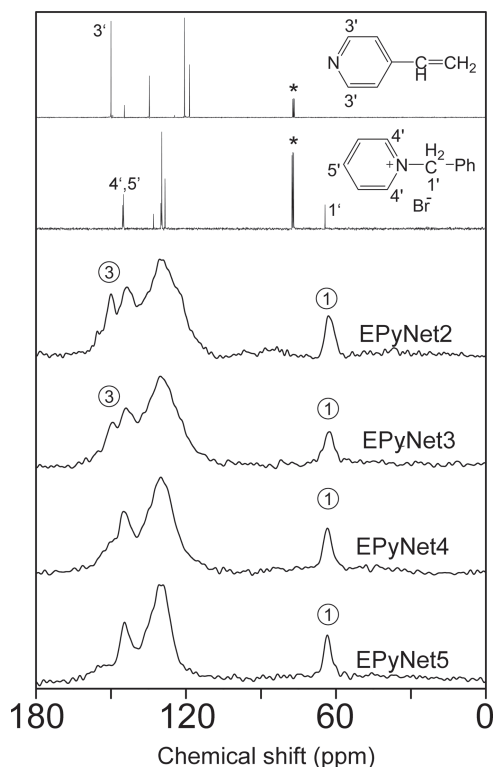 3'
3'
N
C=CH2
H
3'
*
4'
H2
5'
N
+
C
Ph
1'
4'
Br-
4',5'
*
1'
3
1
EPyNet2
3
1
EPyNet3
1
EPyNet4
1
EPyNet5
180 120 60 0
Chemical shift (ppm)